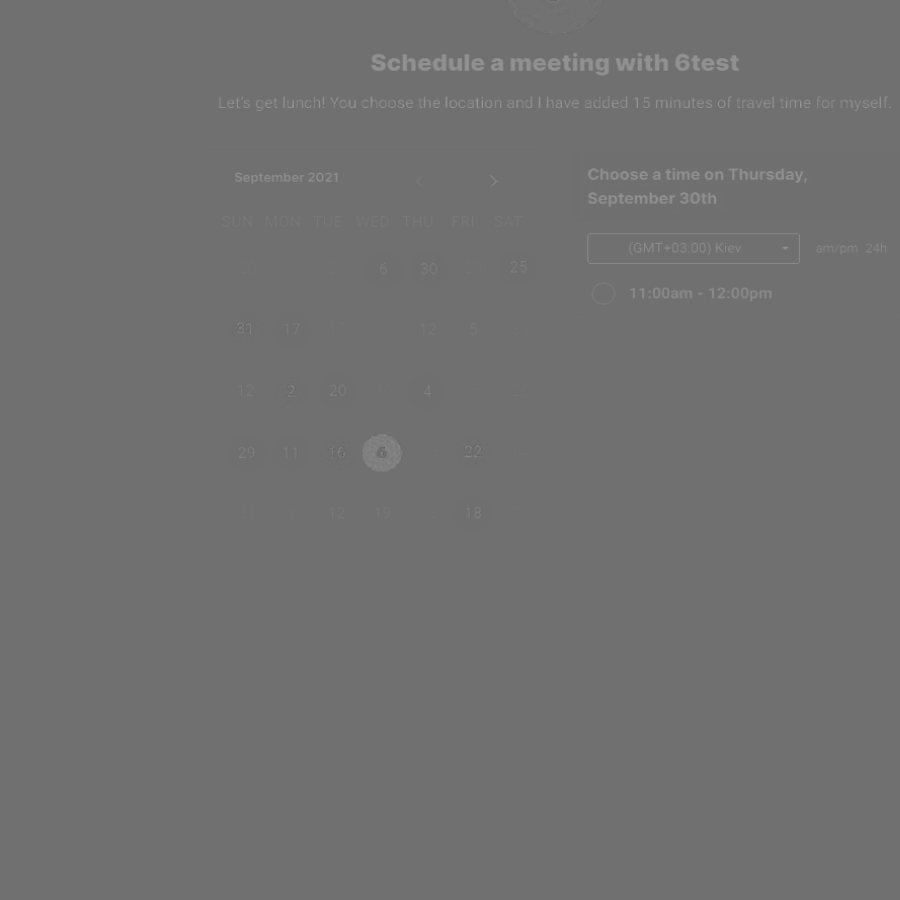 Schedule a meeting with 6test
Let's get lunch! You choose the location and I have added 15 minutes of travel time for myself.
September 2021
SUN MON TUE WED THU FRI SAT
6 30 25
31 17 12 5
12 2 20 4
29 11 16 6 22
12 19 18
Choose a time on Thursday,
September 30th
(GMT+03:00) Kiev am/pm 24h
11:00am - 12:00pm